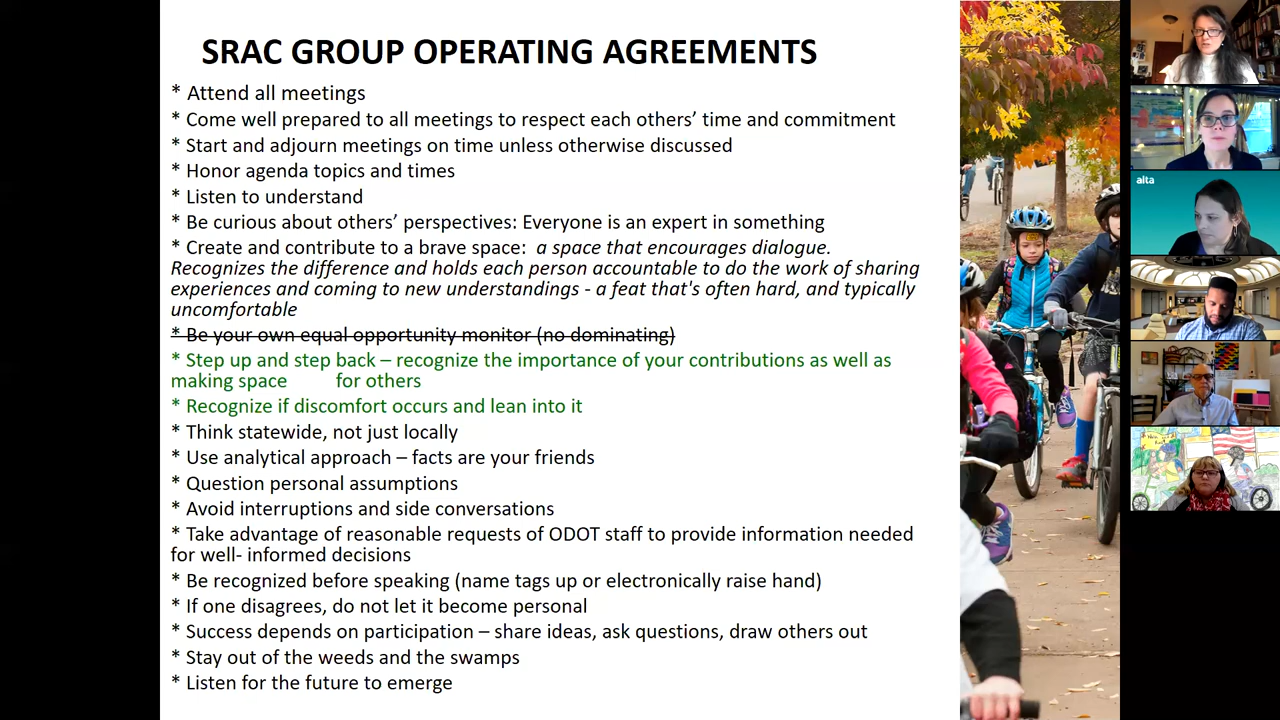 SRAC GROUP OPERATING AGREEMENTS
* Attend all meetings
* Come well prepared to all meetings to respect each others’ time and commitment
* Start and adjourn meetings on time unless otherwise discussed
* Honor agenda topics and times
* Listen to understand
* Be curious about others’ perspectives: Everyone is an expert in something
* Create and contribute to a brave space: a space that encourages dialogue.
Recognizes the difference and holds each person accountable to do the work of sharing
experiences and coming to new understandings - a feat that's often hard, and typically
uncomfortable
* Be your own equal opportunity monitor (no dominating)
* Step up and step back – recognize the importance of your contributions as well as
making space for others
* Recognize if discomfort occurs and lean into it
* Think statewide, not just locally
* Use analytical approach – facts are your friends
* Question personal assumptions
* Avoid interruptions and side conversations
* Take advantage of reasonable requests of ODOT staff to provide information needed
for well- informed decisions
* Be recognized before speaking (name tags up or electronically raise hand)
* If one disagrees, do not let it become personal
* Success depends on participation – share ideas, ask questions, draw others out
* Stay out of the weeds and the swamps
* Listen for the future to emerge
alta